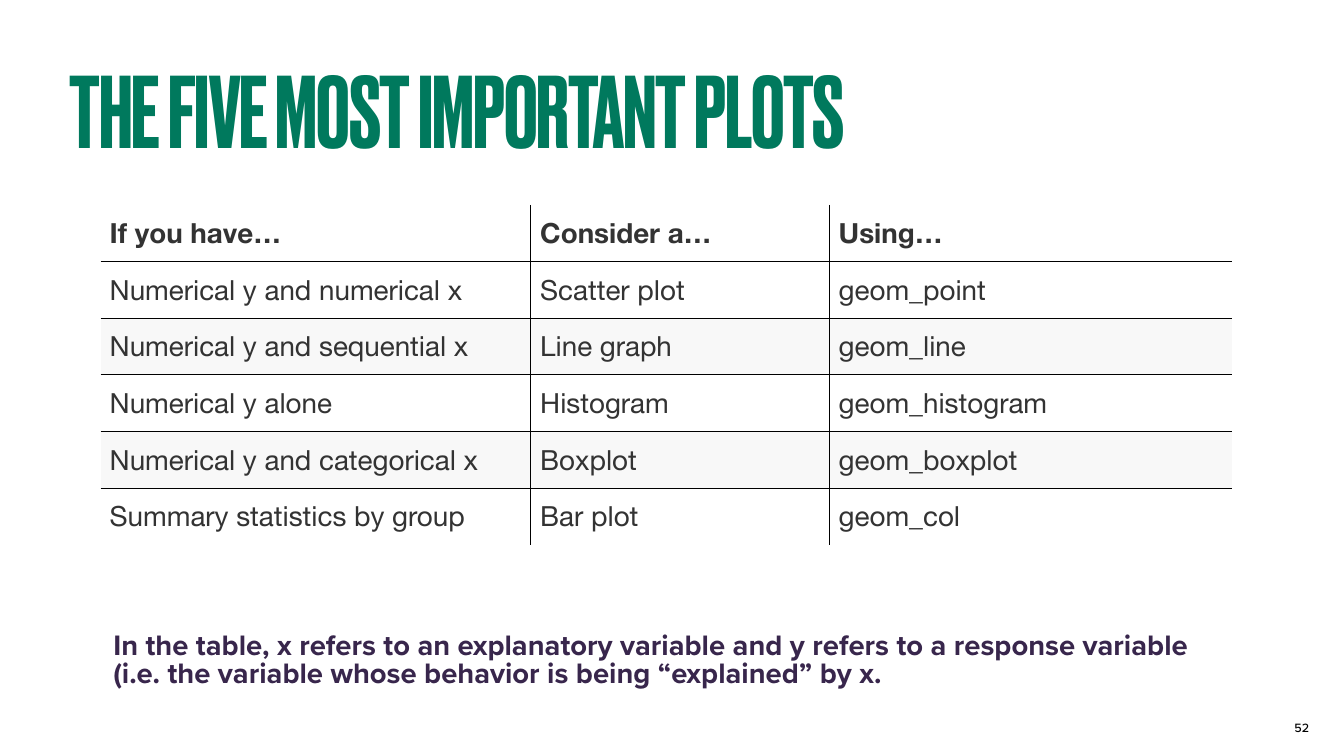 THE FIVE MOST IMPORTANT PLOTS
If you have… Consider a… Using…
Numerical y and numerical x Scatter plot geom_point
Numerical y and sequential x Line graph geom_line
Numerical y alone Histogram geom_histogram
Numerical y and categorical x Boxplot geom_boxplot
Summary statistics by group Bar plot geom_col
In the table, x refers to an explanatory variable and y refers to a response variable
(i.e. the variable whose behavior is being “explained” by x.
52